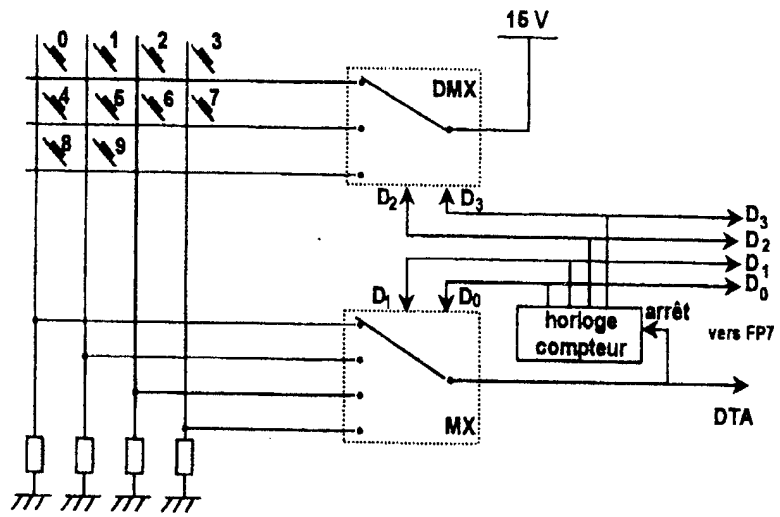 15 V
0 1 2 3
DMX
4 5 6 7
8 9
D2 D3
D3
D2
D1
D0
D1 D0
horloge
compteur
arrêt
vers FP7
MX
DTA